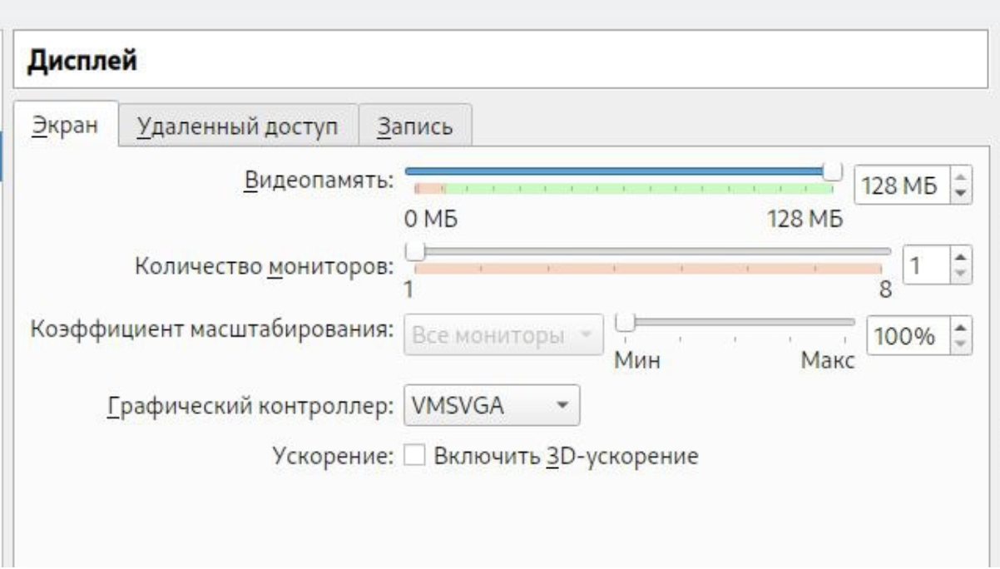 Дисплей
Экран Удаленный доступ Запись
Видеопамять: 128 МБ
0 МБ 128 МБ
Количество мониторов: 1
1 8
Коэффициент масштабирования: Все мониторы 100%
Мин Макс
Графический контроллер: VMSVGA
Ускорение: Включить 3D-ускорение